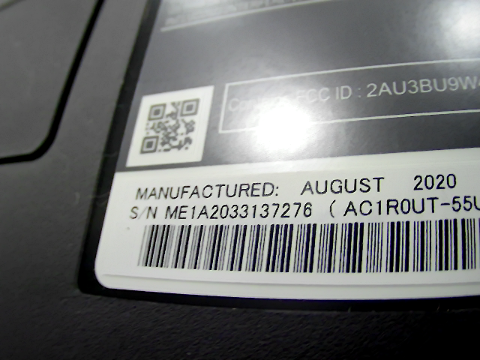 FCC ID : 2AU3BU9W
MANUFACTURED: AUGUST 2020
S/N ME1A2033137276 ( AC1R0UT-55U